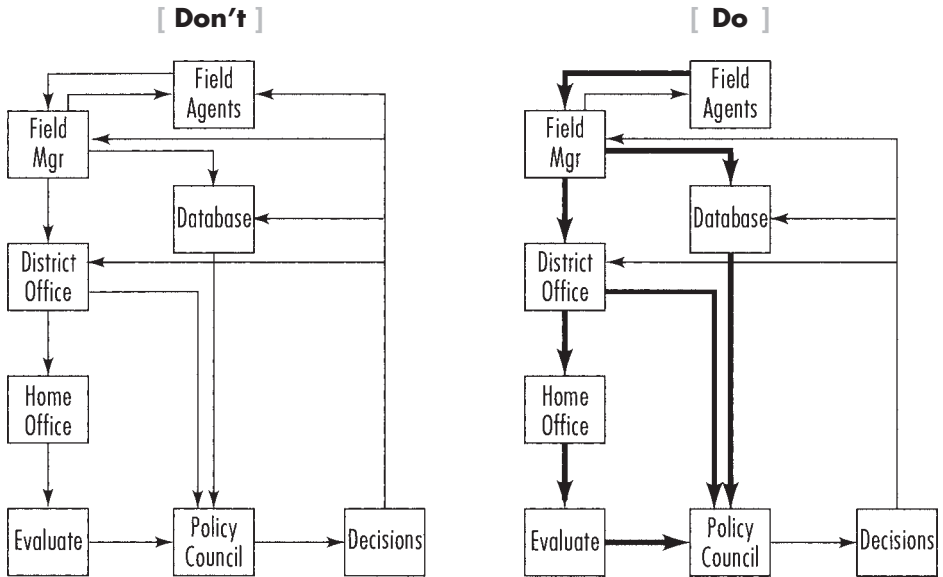 [ Don't ]
Field
Agents
Field
Mgr
Database
District
Office
Home
Office
Evaluate
Policy
Council
Decisions
[ Do ]
Field
Agents
Field
Mgr
Database
District
Office
Home
Office
Evaluate
Policy
Council
Decisions